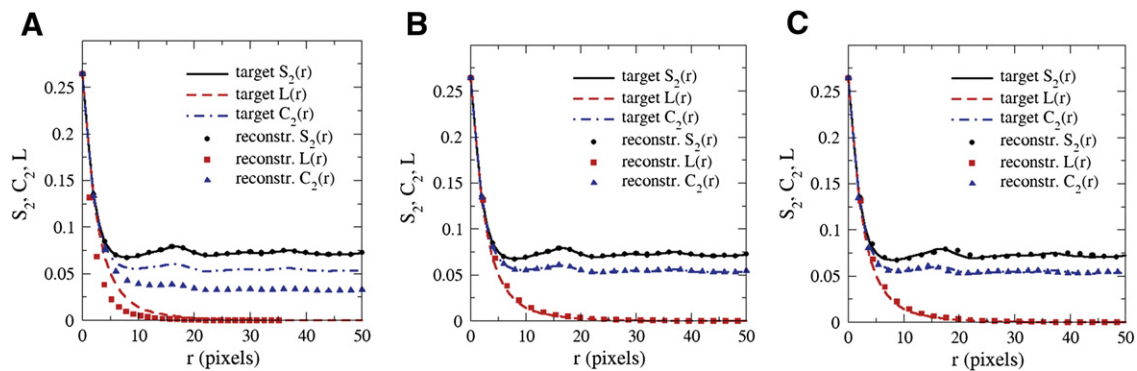 A
S₂, C₂, L
0.25
0.2
0.15
0.1
0.05
0
target S₂(r)
target L(r)
target C₂(r)
reconstr. S₂(r)
reconstr. L(r)
reconstr. C₂(r)
0 10 20 30 40 50
r (pixels)
B
S₂, C₂, L
0.25
0.2
0.15
0.1
0.05
0
target S₂(r)
target L(r)
target C₂(r)
reconstr. S₂(r)
reconstr. L(r)
reconstr. C₂(r)
0 10 20 30 40 50
r (pixels)
C
S₂, C₂, L
0.25
0.2
0.15
0.1
0.05
0
target S₂(r)
target L(r)
target C₂(r)
reconstr. S₂(r)
reconstr. L(r)
reconstr. C₂(r)
0 10 20 30 40 50
r (pixels)